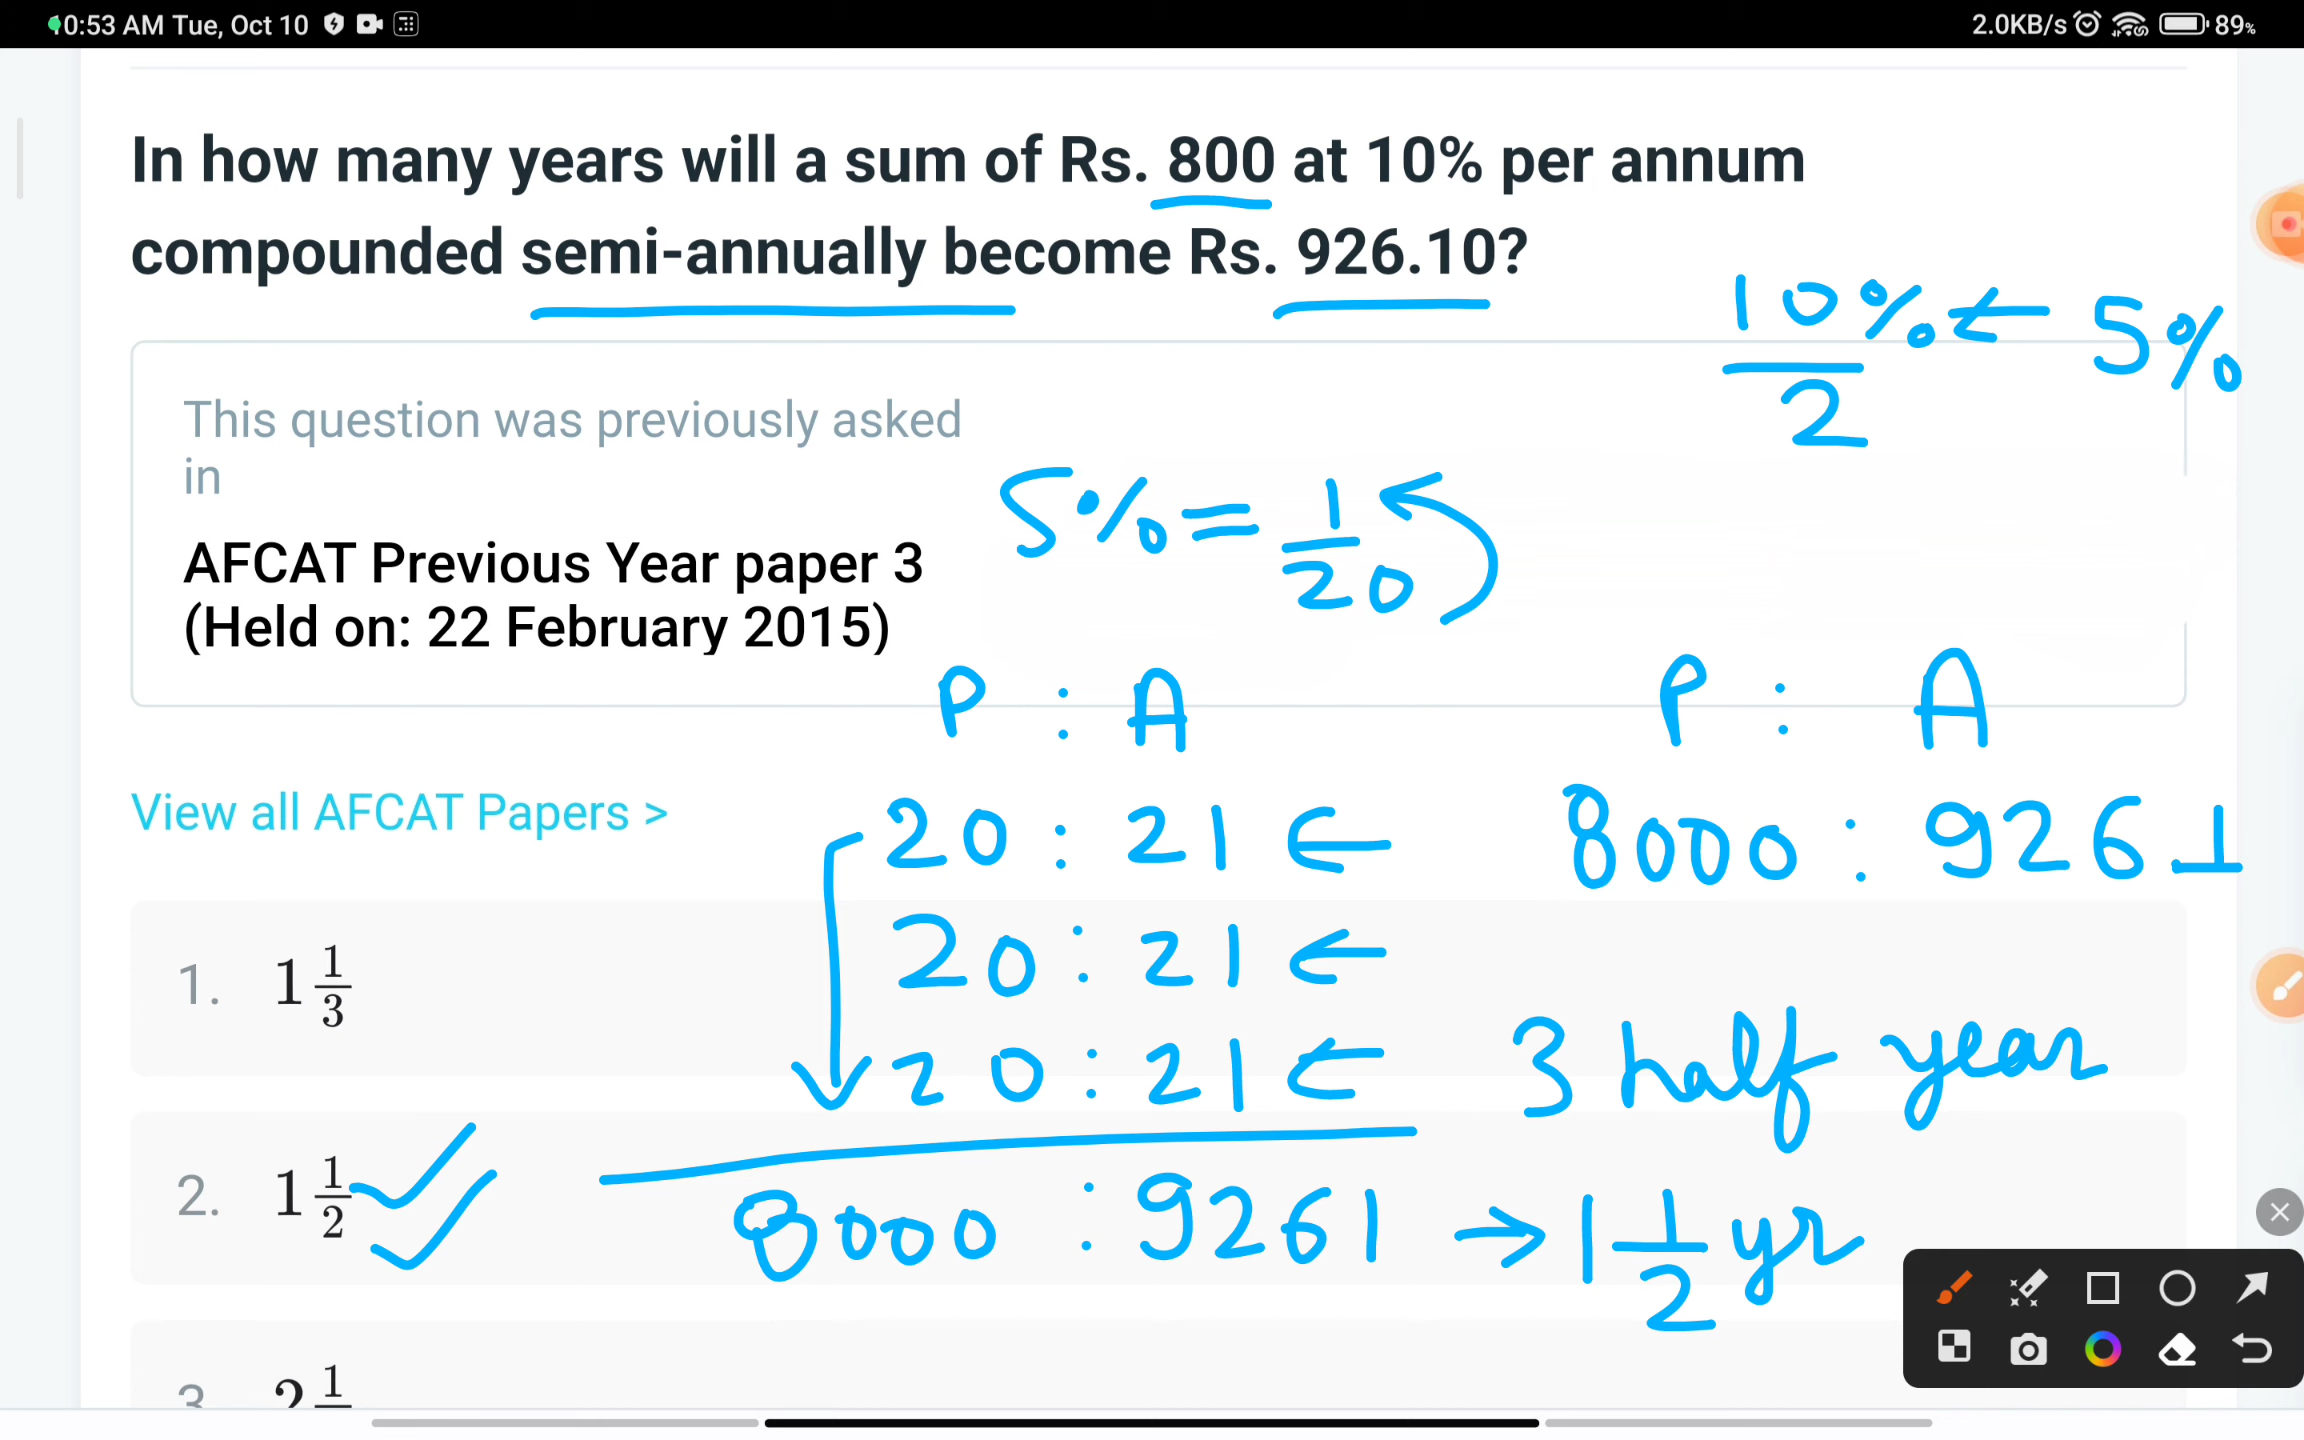 0:53 AM Tue, Oct 10
2.0KB/s
89%
In how many years will a sum of Rs. 800 at 10% per annum
compounded semi-annually become Rs. 926.10?
10% ← 5%
2
This question was previously asked
in
5% = 1/20
AFCAT Previous Year paper 3
(Held on: 22 February 2015)
P : A
P : A
View all AFCAT Papers >
20 : 21 ←
8000 : 9261
20 : 21 ←
1. 1 1/3
20 : 21 ←
3 half year
2. 1 1/2
8000 : 9261 → 1 1/2 yr
3 2 1